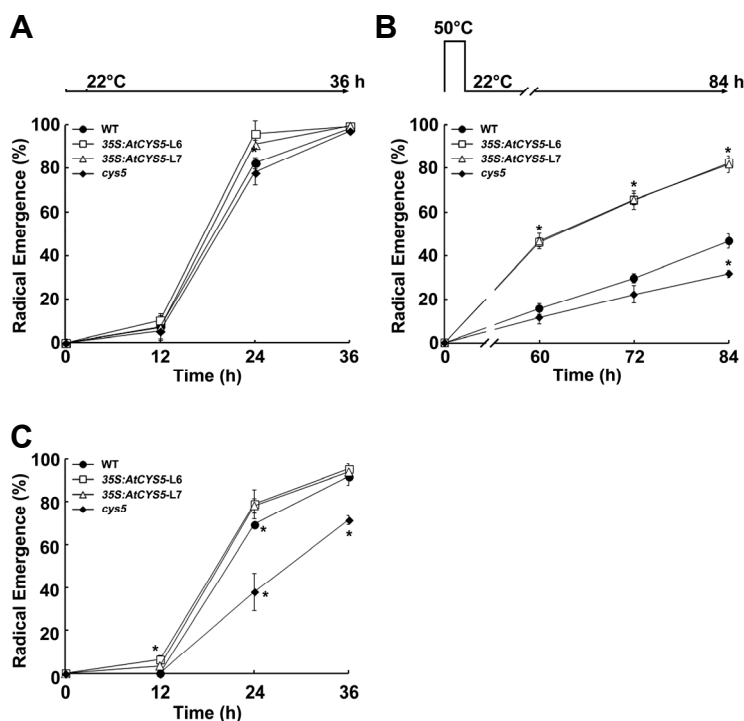 A
22°C
36 h
100
80
60
40
20
0
Radical Emergence (%)
WT
35S:AtCYS5-L6
35S:AtCYS5-L7
cys5
*
0 12 24 36
Time (h)
B
50°C
22°C
84 h
100
80
60
40
20
0
Radical Emergence (%)
WT
35S:AtCYS5-L6
35S:AtCYS5-L7
cys5
* * *
*
0 60 72 84
Time (h)
C
100
80
60
40
20
0
Radical Emergence (%)
WT
35S:AtCYS5-L6
35S:AtCYS5-L7
cys5
* * *
*
0 12 24 36
Time (h)